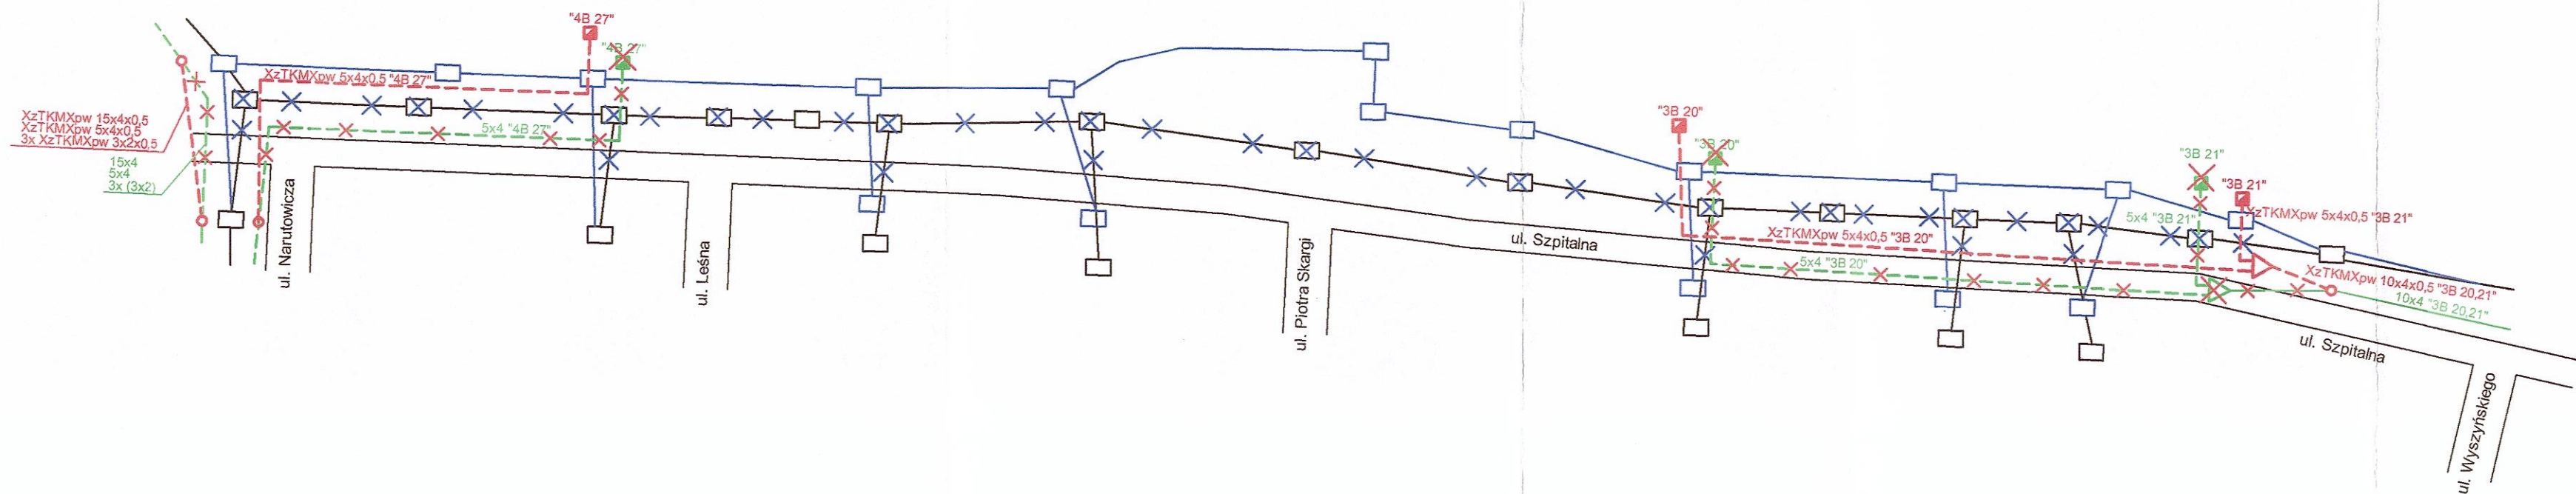 "4B 27"
"4B 27"
XzTKMXpw 5x4x0,5 "4B 27"
XzTKMXpw 15x4x0,5
XzTKMXpw 5x4x0,5
3x XzTKMXpw 3x2x0,5
15x4
5x4
3x (3x2)
5x4 "4B 27"
ul. Narutowicza
ul. Leśna
ul. Piotra Skargi
ul. Szpitalna
"3B 20"
"3B 20"
XzTKMXpw 5x4x0,5 "3B 20"
5x4 "3B 20"
"3B 21"
"3B 21"
XzTKMXpw 5x4x0,5 "3B 21"
5x4 "3B 21"
XzTKMXpw 10x4x0,5 "3B 20,21"
10x4 "3B 20,21"
ul. Szpitalna
ul. Wyszyńskiego